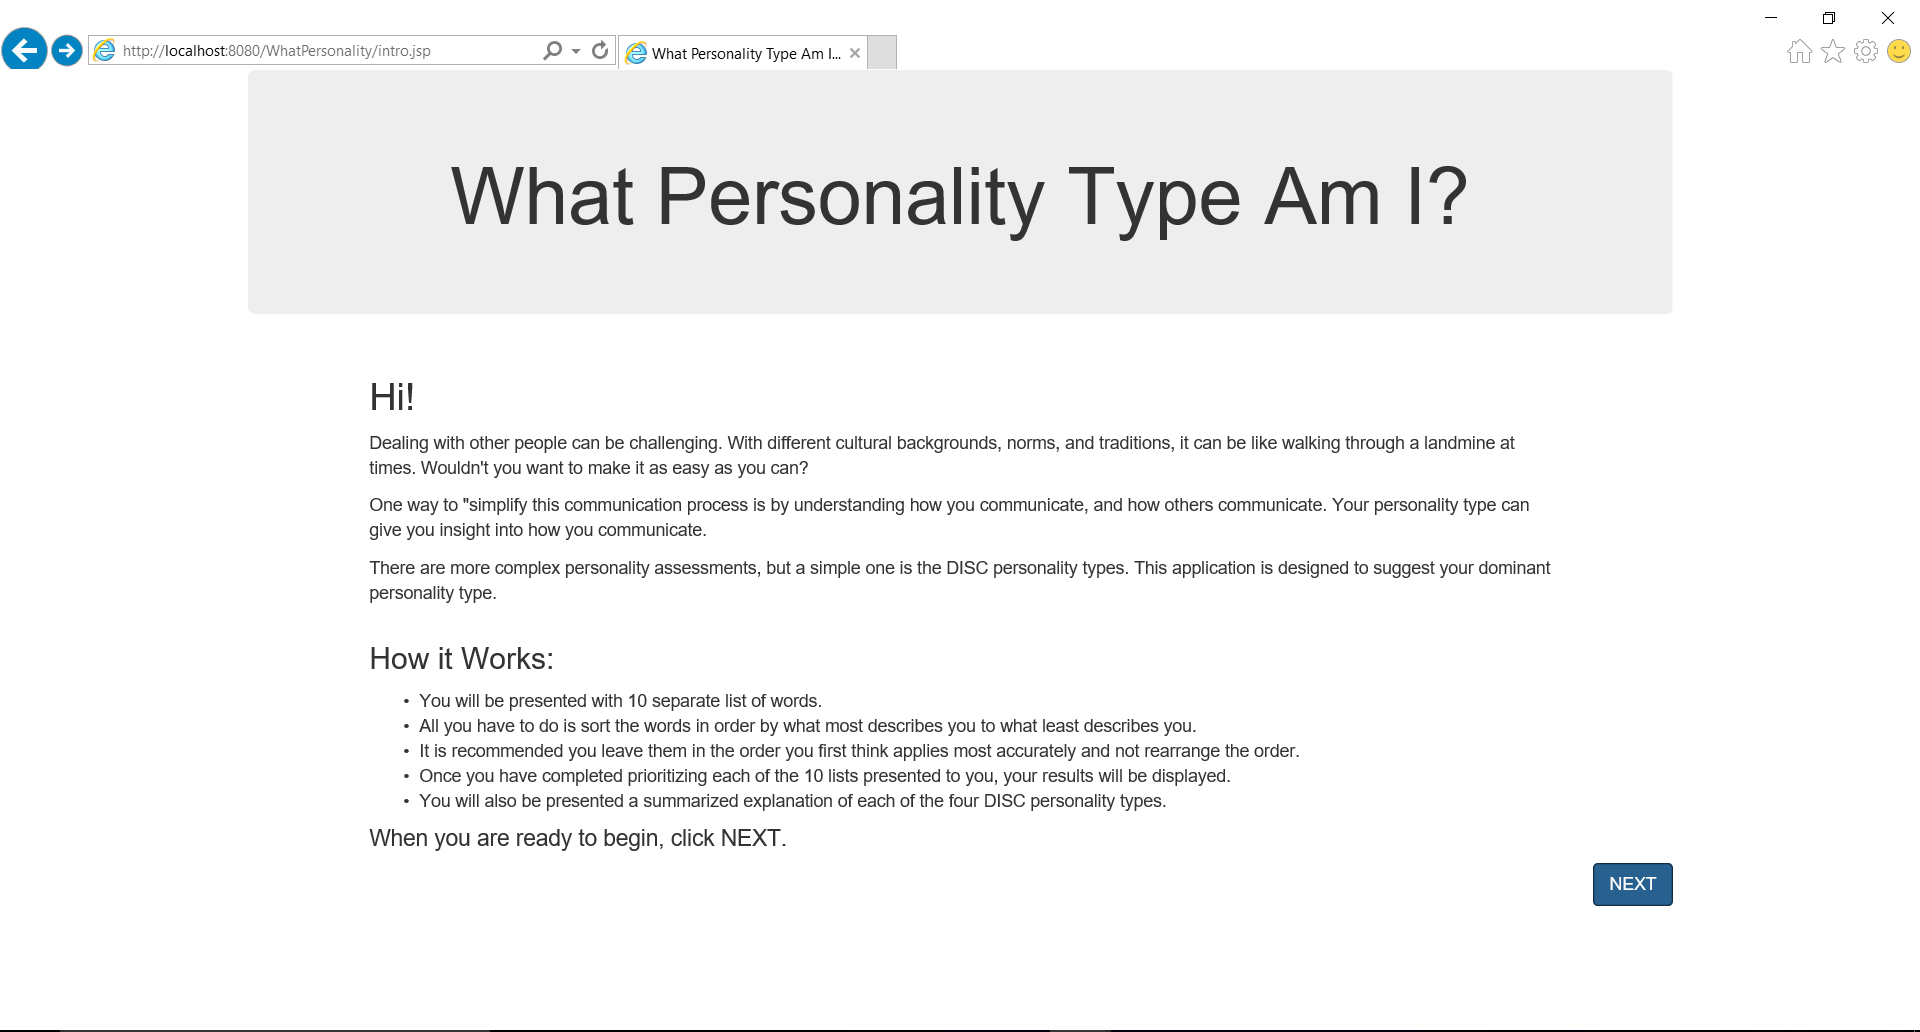 http://localhost:8080/WhatPersonality/intro.jsp
What Personality Type Am I...
What Personality Type Am I?
Hi!
Dealing with other people can be challenging. With different cultural backgrounds, norms, and traditions, it can be like walking through a landmine at
times. Wouldn't you want to make it as easy as you can?
One way to "simplify this communication process is by understanding how you communicate, and how others communicate. Your personality type can
give you insight into how you communicate.
There are more complex personality assessments, but a simple one is the DISC personality types. This application is designed to suggest your dominant
personality type.
How it Works:
• You will be presented with 10 separate list of words.
• All you have to do is sort the words in order by what most describes you to what least describes you.
• It is recommended you leave them in the order you first think applies most accurately and not rearrange the order.
• Once you have completed prioritizing each of the 10 lists presented to you, your results will be displayed.
• You will also be presented a summarized explanation of each of the four DISC personality types.
When you are ready to begin, click NEXT.
NEXT